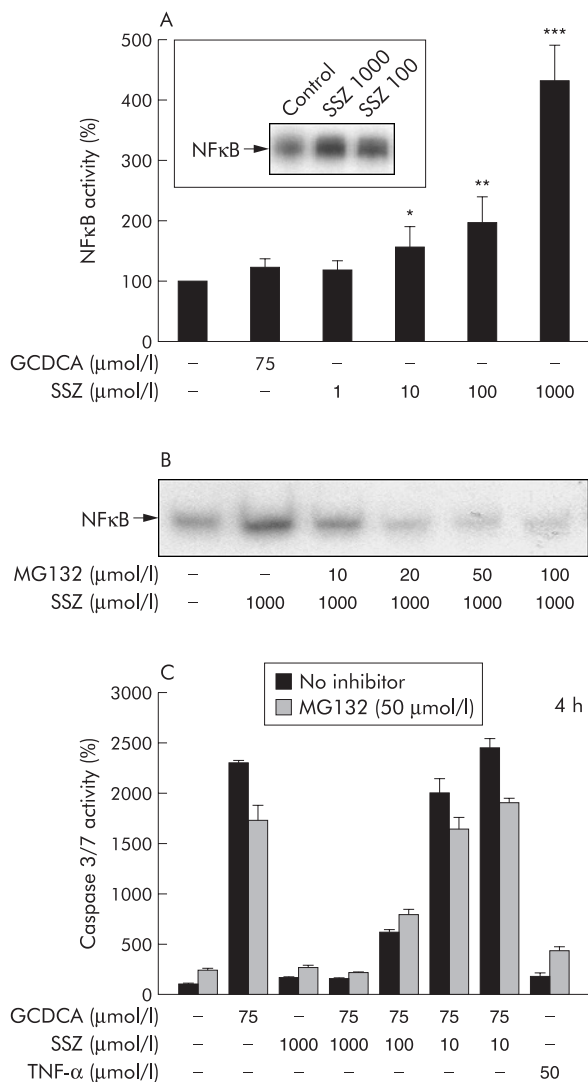 A
500
400
300
200
100
0
NFκB activity (%)
Control
SSZ 1000
SSZ 100
NFκB
* ** ***
GCDCA (μmol/l) – 75 – – – –
SSZ (μmol/l) – – 1 10 100 1000
B
NFκB
MG132 (μmol/l) – – 10 20 50 100
SSZ (μmol/l) – 1000 1000 1000 1000 1000
C
No inhibitor
MG132 (50 μmol/l)
4 h
3000
2500
2000
1500
1000
500
0
Caspase 3/7 activity (%)
GCDCA (μmol/l) – 75 – 75 75 75 75 –
SSZ (μmol/l) – – 1000 1000 100 10 10 –
TNF-α (μmol/l) – – – – – – – 50